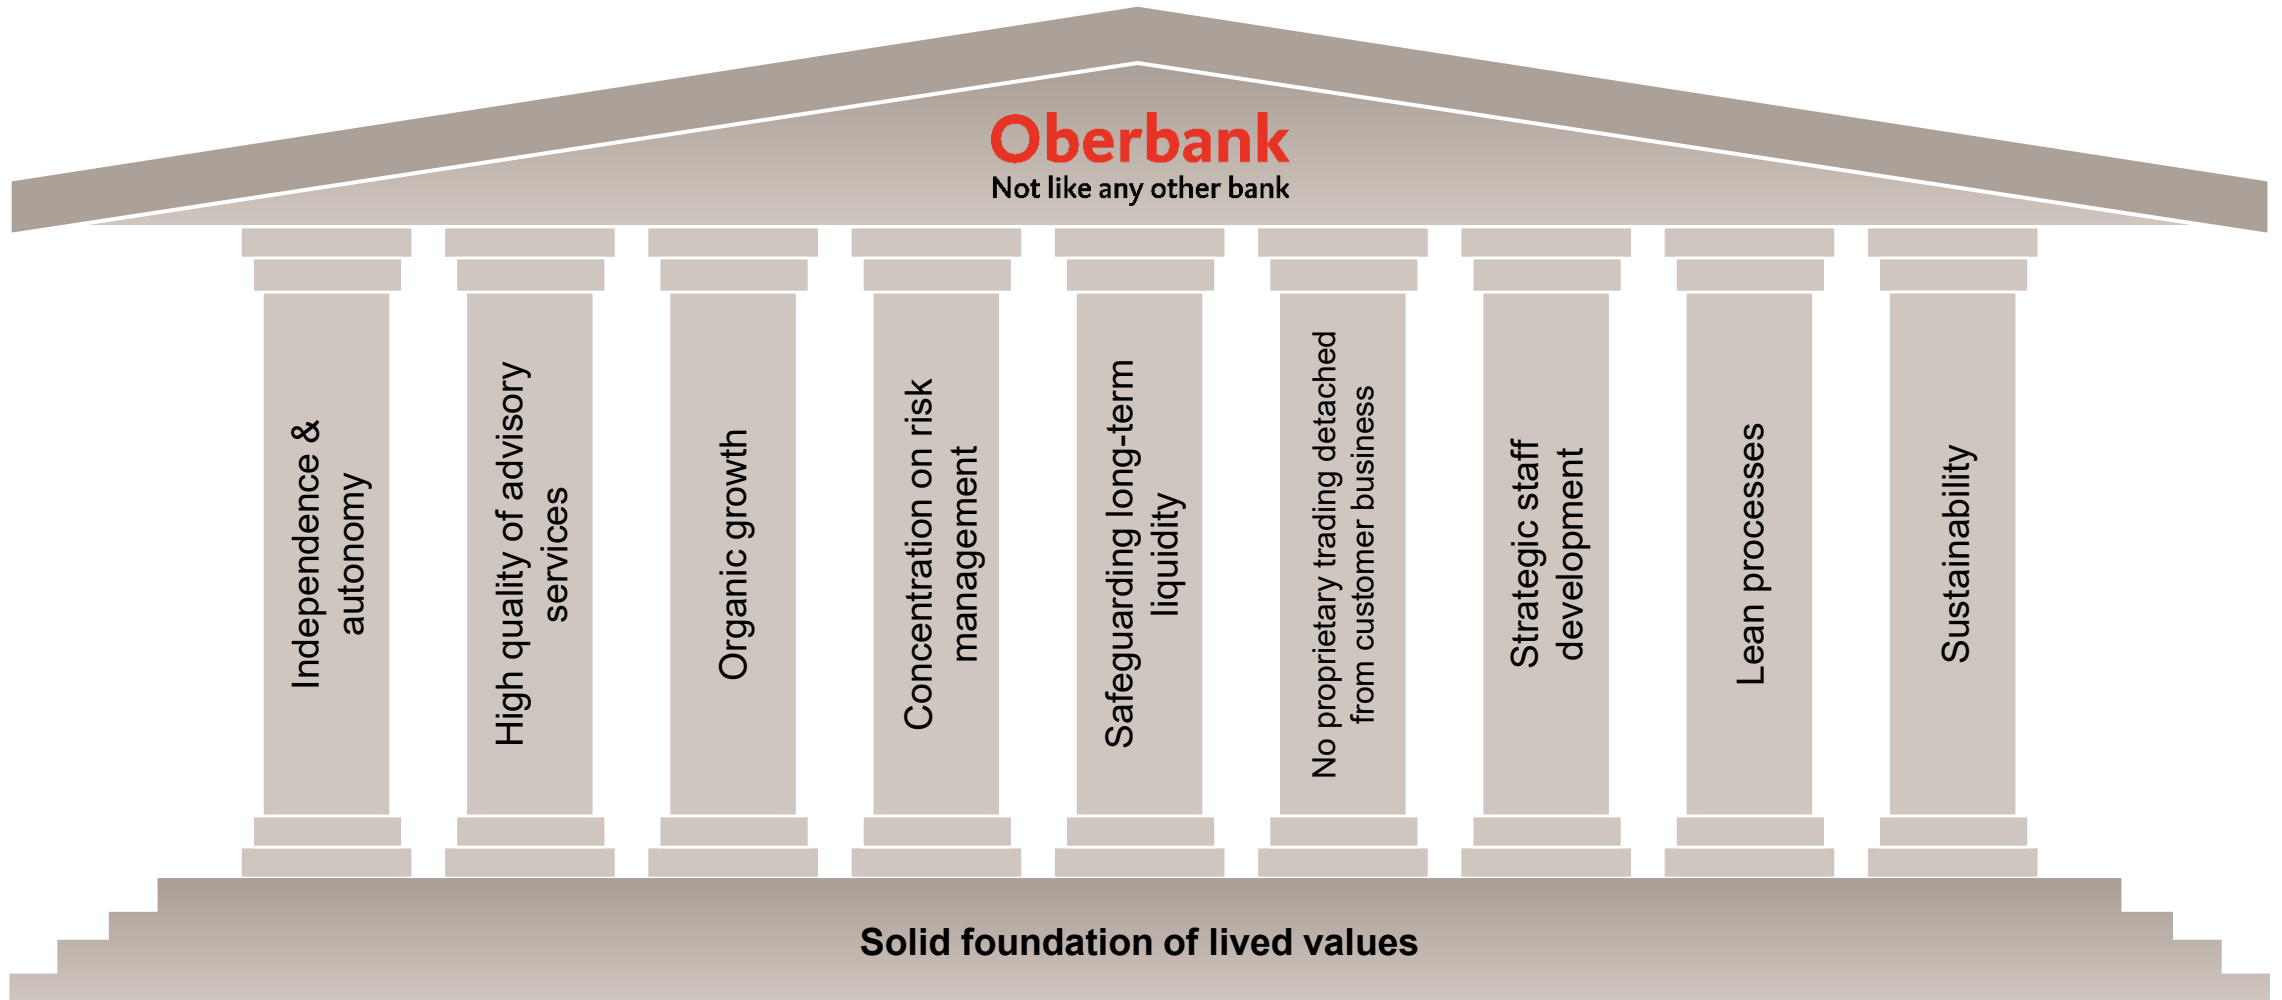 Oberbank
Not like any other bank
Independence &
autonomy
High quality of advisory
services
Organic growth
Concentration on risk
management
Safeguarding long-term
liquidity
No proprietary trading detached
from customer business
Strategic staff
development
Lean processes
Sustainability
Solid foundation of lived values